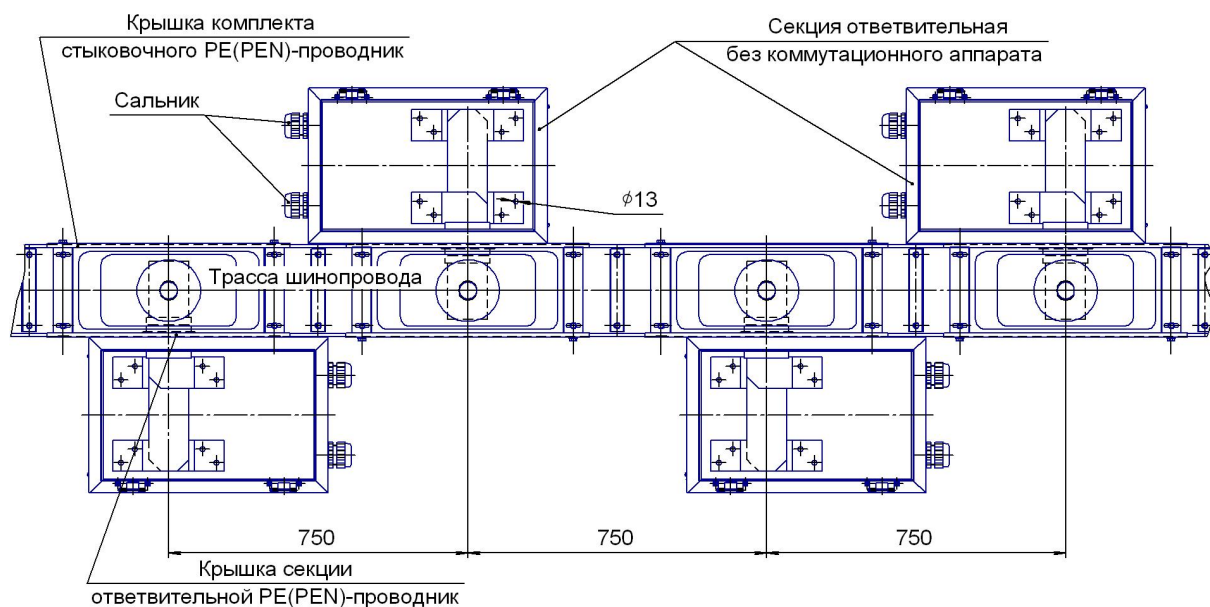 Крышка комплекта
стыковочного PE(PEN)-проводник
Секция ответвительная
без коммутационного аппарата
Сальник
⌀13
Трасса шинопровода
750
750
750
Крышка секции
ответвительной PE(PEN)-проводник